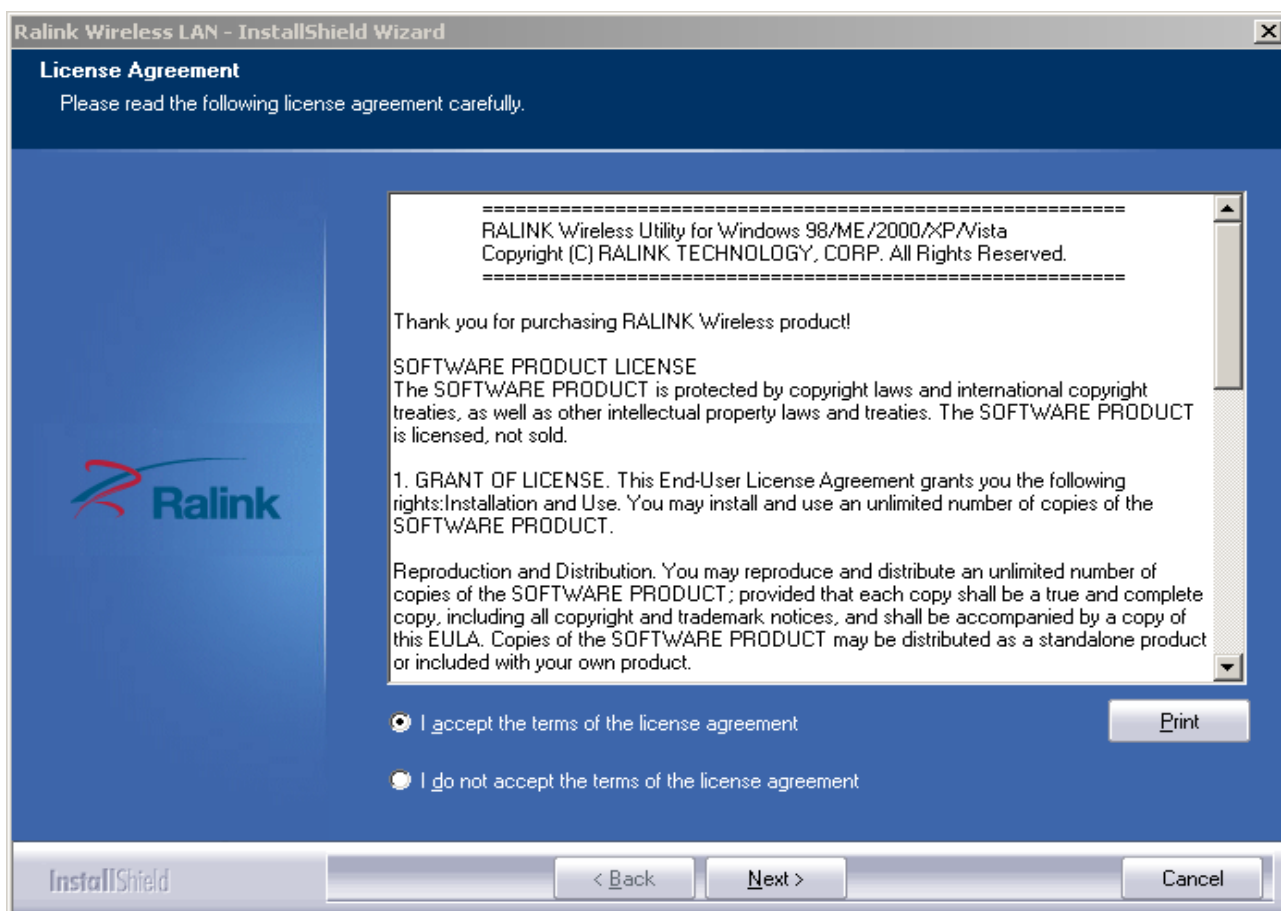 Ralink Wireless LAN - InstallShield Wizard
License Agreement
Please read the following license agreement carefully.
===========================================================
RALINK Wireless Utility for Windows 98/ME/2000/XP/Vista
Copyright (C) RALINK TECHNOLOGY, CORP. All Rights Reserved.
===========================================================
Thank you for purchasing RALINK Wireless product!
SOFTWARE PRODUCT LICENSE
The SOFTWARE PRODUCT is protected by copyright laws and international copyright
treaties, as well as other intellectual property laws and treaties. The SOFTWARE PRODUCT
is licensed, not sold.
1. GRANT OF LICENSE. This End-User License Agreement grants you the following
rights:Installation and Use. You may install and use an unlimited number of copies of the
SOFTWARE PRODUCT.
Reproduction and Distribution. You may reproduce and distribute an unlimited number of
copies of the SOFTWARE PRODUCT; provided that each copy shall be a true and complete
copy, including all copyright and trademark notices, and shall be accompanied by a copy of
this EULA. Copies of the SOFTWARE PRODUCT may be distributed as a standalone product
or included with your own product.
Ralink
I accept the terms of the license agreement
Print
I do not accept the terms of the license agreement
InstallShield
< Back
Next >
Cancel